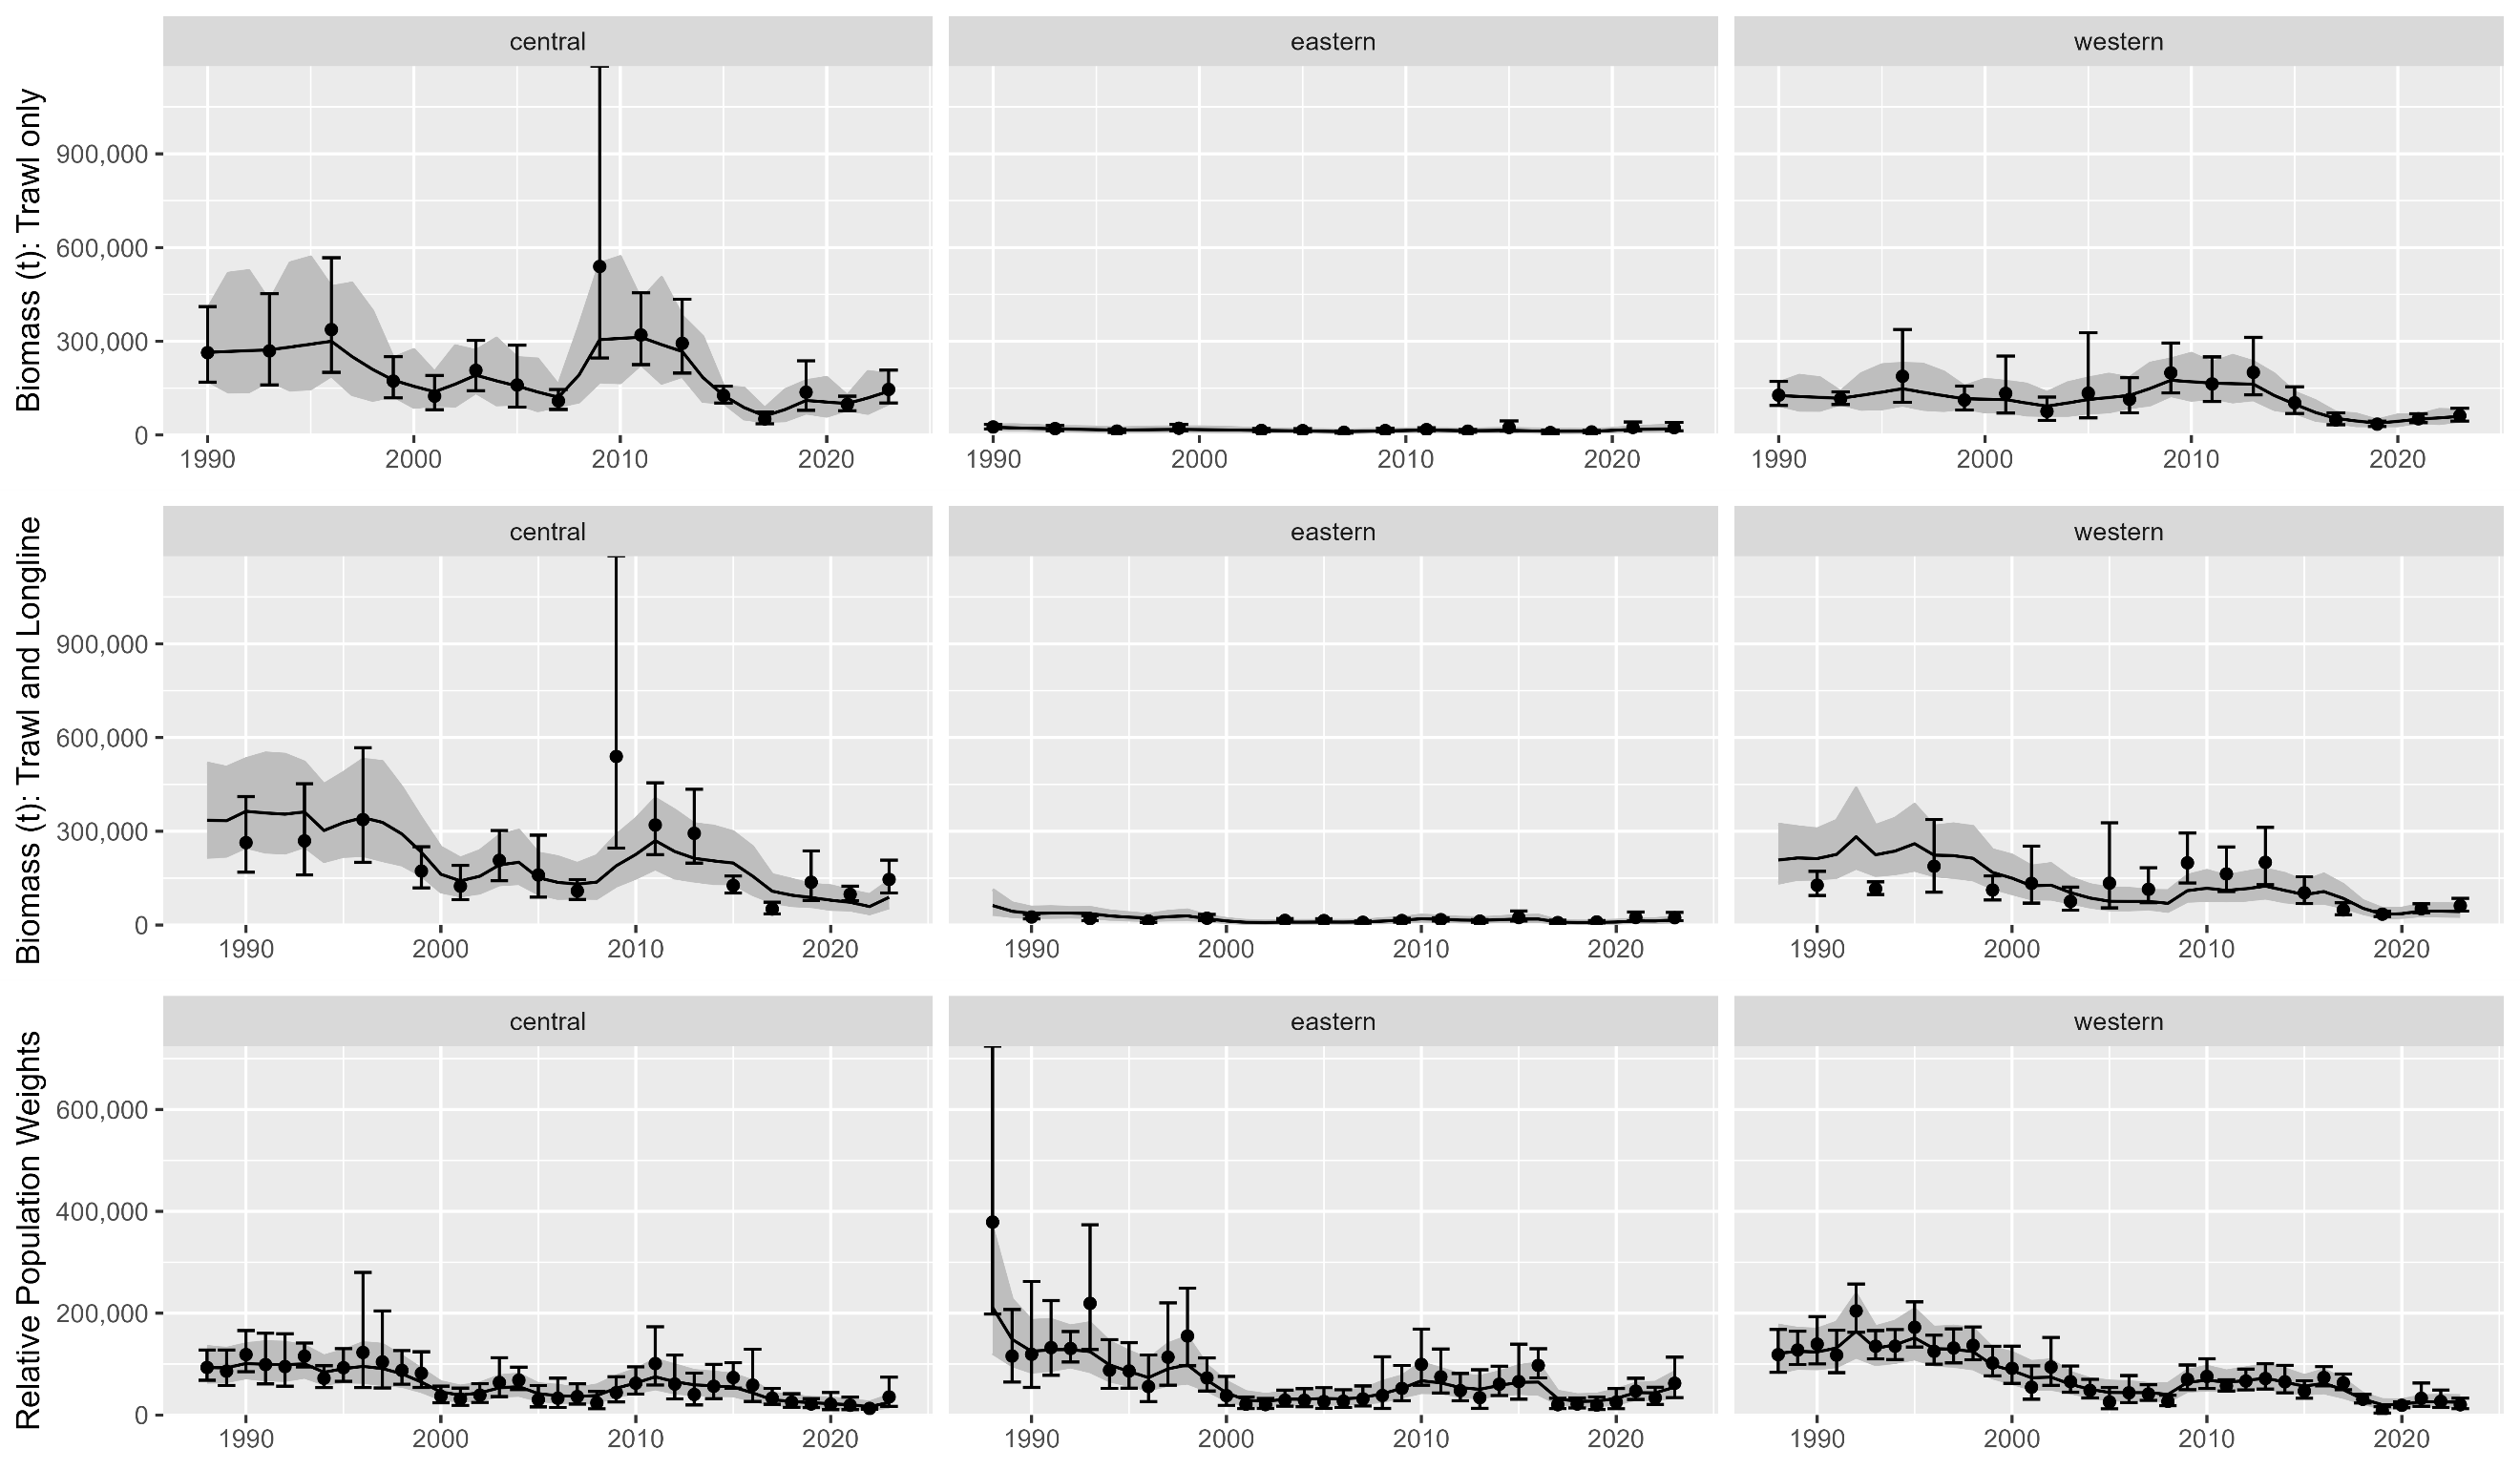 central eastern western
Biomass (t): Trawl only
900,000
600,000
300,000
0
1990 2000 2010 2020 1990 2000 2010 2020 1990 2000 2010 2020
central eastern western
Biomass (t): Trawl and Longline
900,000
600,000
300,000
0
1990 2000 2010 2020 1990 2000 2010 2020 1990 2000 2010 2020
central eastern western
Relative Population Weights
600,000
400,000
200,000
0
1990 2000 2010 2020 1990 2000 2010 2020 1990 2000 2010 2020